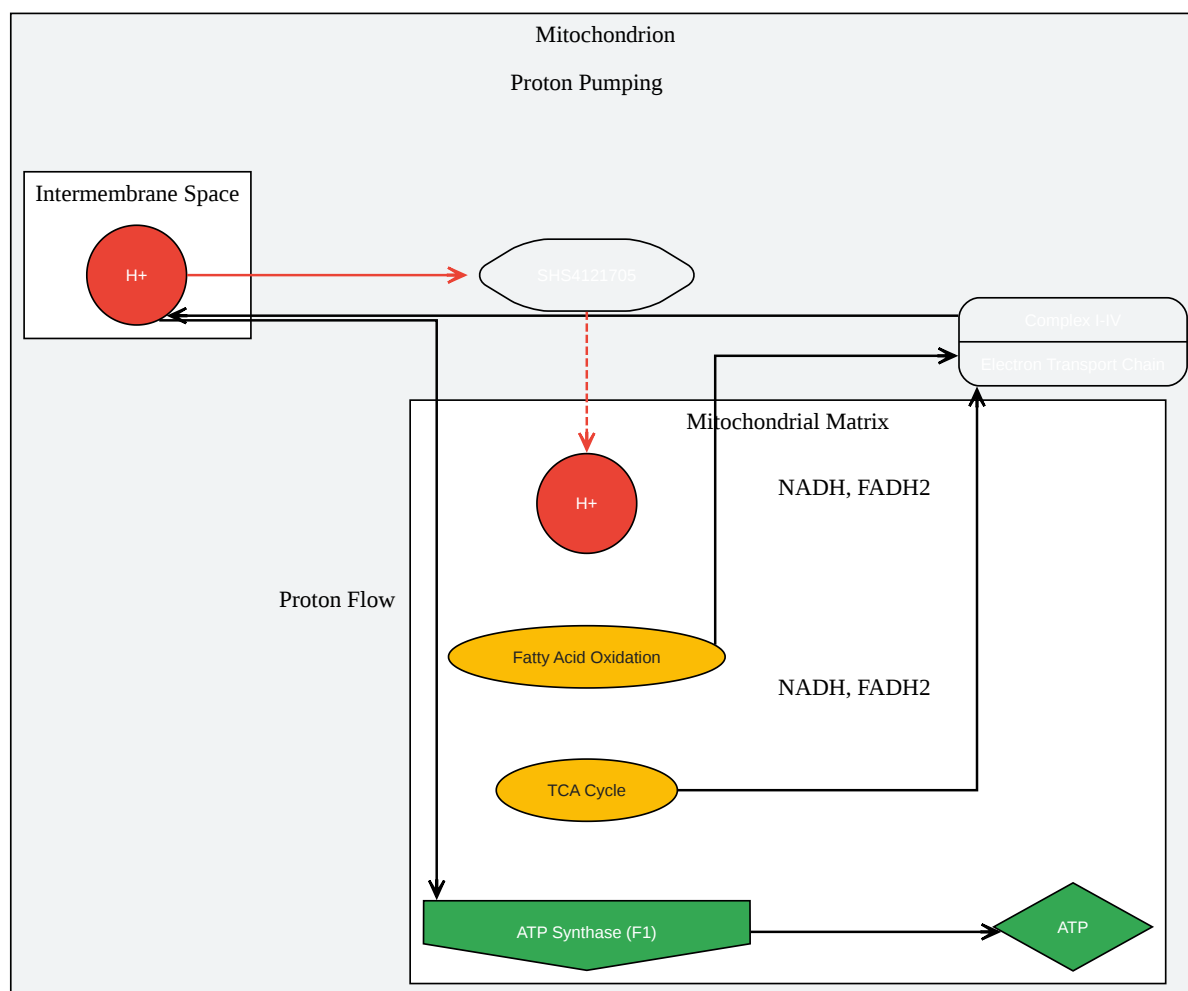 Mitochondrion
Proton Pumping
Intermembrane Space
H+
SHS4121705
Complex I-IV
Electron Transport Chain
Mitochondrial Matrix
NADH, FADH2
H+
Proton Flow
Fatty Acid Oxidation
NADH, FADH2
TCA Cycle
ATP Synthase (F1)
ATP